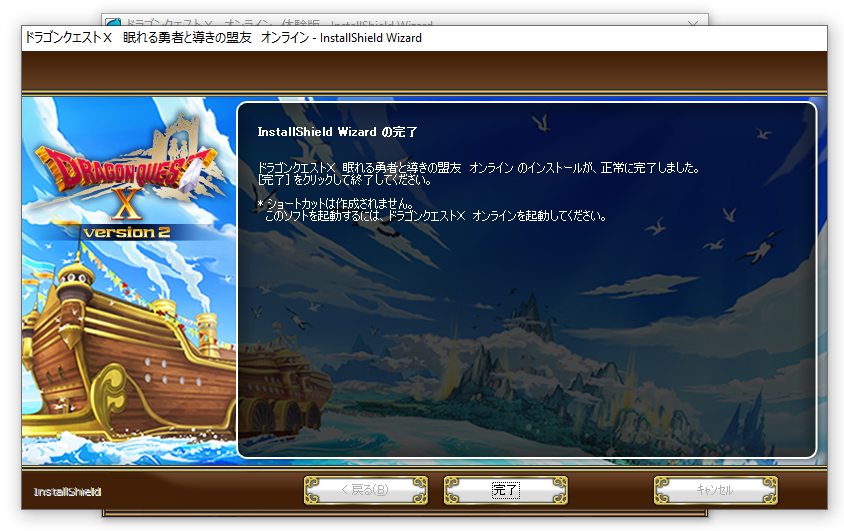 ドラゴンクエストX　オンライン　体験版 - InstallShield Wizard
ドラゴンクエストX　眠れる勇者と導きの盟友　オンライン - InstallShield Wizard
InstallShield Wizard の完了
DRAGON QUEST
X
version 2
ドラゴンクエストX　眠れる勇者と導きの盟友　オンライン のインストールが、正常に完了しました。
[完了] をクリックして終了してください。
* ショートカットは作成されません。
このソフトを起動するには、ドラゴンクエストX　オンラインを起動してください。
InstallShield
< 戻る(B)
完了
キャンセル